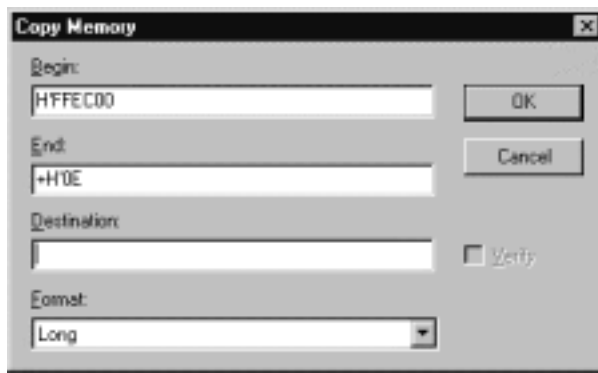 Copy Memory
Begin:
H'FFEC00
OK
End:
+H'0E
Cancel
Destination:
Verify
Format:
Long